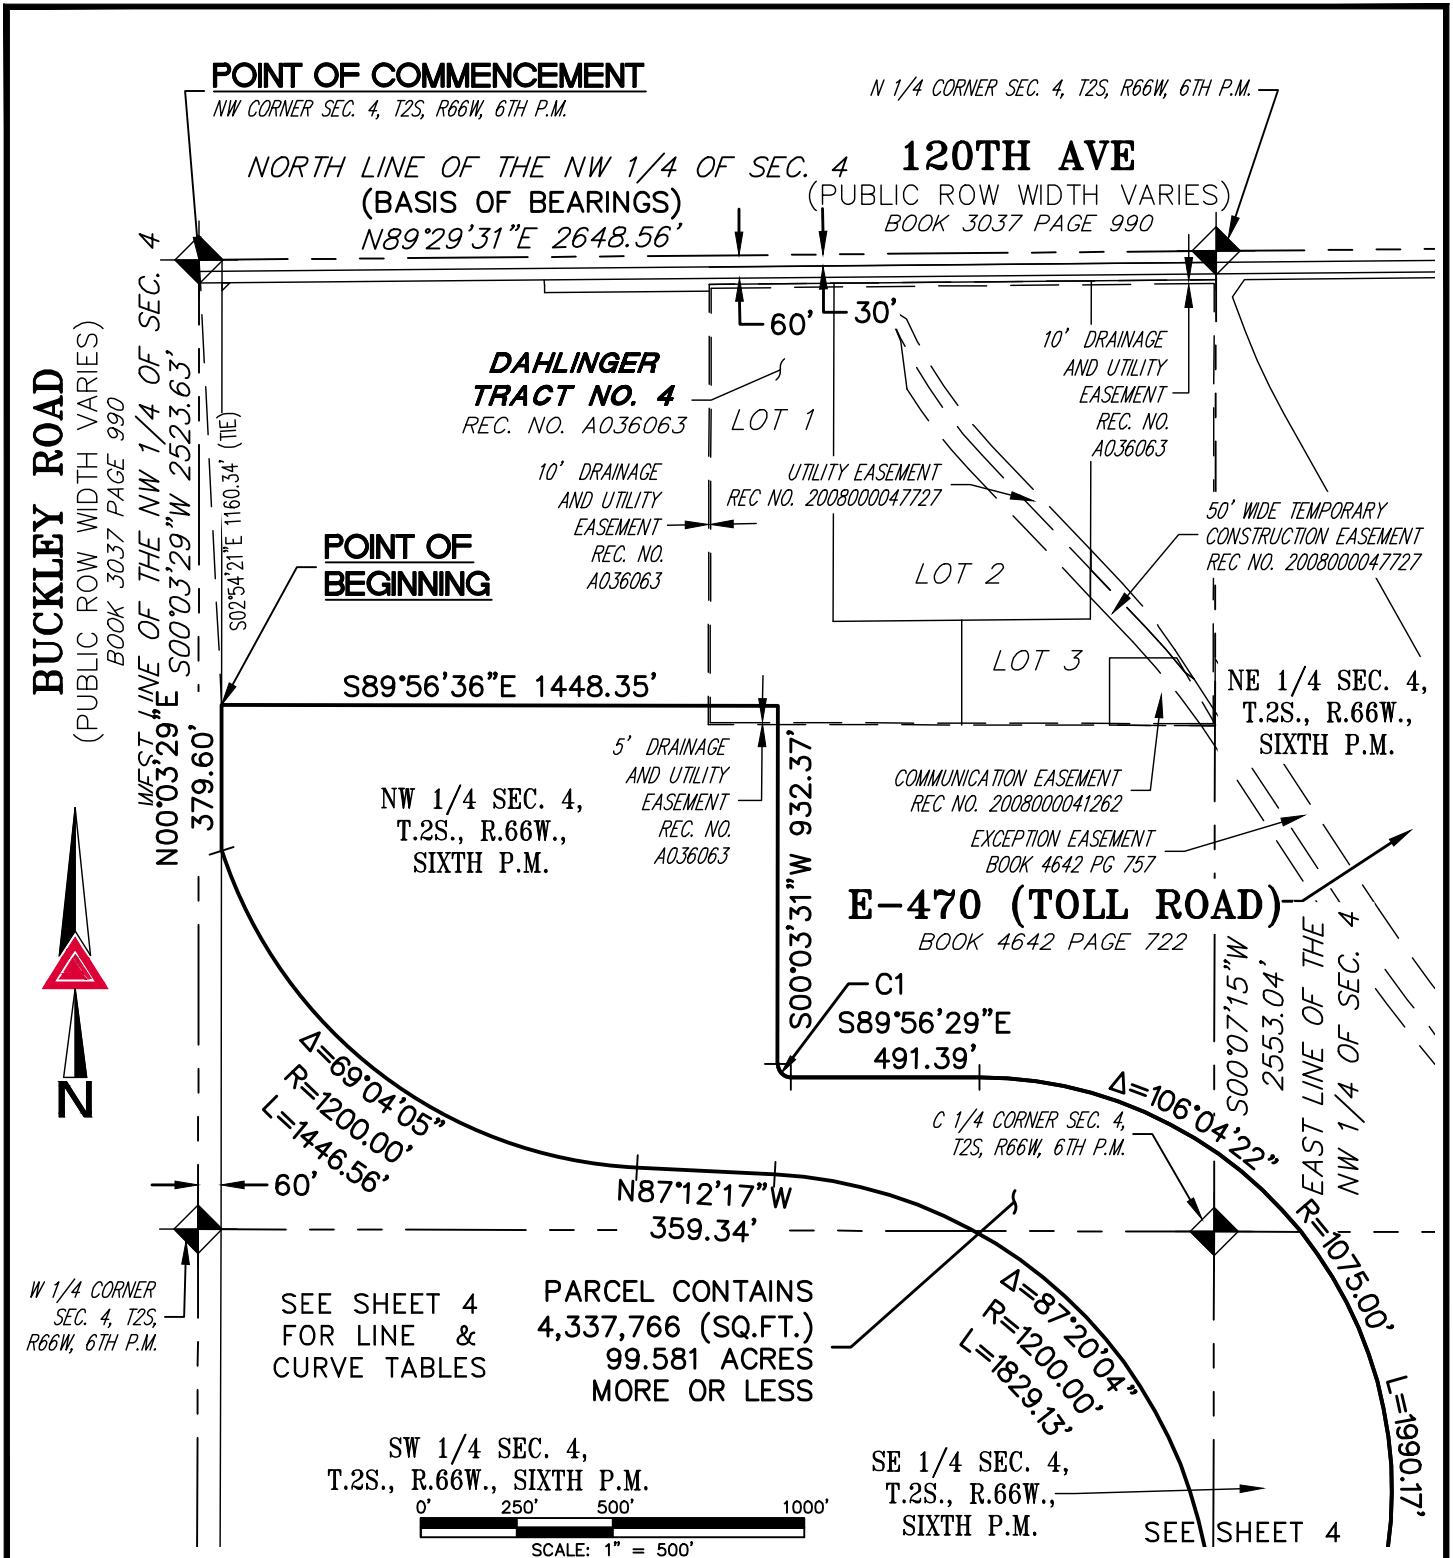 POINT OF COMMENCEMENT
NW CORNER SEC. 4, T2S, R66W, 6TH P.M.
N 1/4 CORNER SEC. 4, T2S, R66W, 6TH P.M.
NORTH LINE OF THE NW 1/4 OF SEC. 4
(BASIS OF BEARINGS)
N89°29'31"E 2648.56'
120TH AVE
(PUBLIC ROW WIDTH VARIES)
BOOK 3037 PAGE 990
BUCKLEY ROAD
(PUBLIC ROW WIDTH VARIES)
BOOK 3037 PAGE 990
WEST LINE OF THE NW 1/4 OF SEC. 4
S00°03'29"W 2523.63'
S02°54'21"E 1160.34' (TIE)
60'
30'
DAHLINGER
TRACT NO. 4
REC. NO. A036063
LOT 1
10' DRAINAGE
AND UTILITY
EASEMENT
REC. NO.
A036063
10' DRAINAGE
AND UTILITY
EASEMENT
REC. NO.
A036063
UTILITY EASEMENT
REC NO. 2008000047727
50' WIDE TEMPORARY
CONSTRUCTION EASEMENT
REC NO. 2008000047727
POINT OF
BEGINNING
LOT 2
LOT 3
S89°56'36"E 1448.35'
N00°03'29"E
379.60'
NE 1/4 SEC. 4,
T.2S., R.66W.,
SIXTH P.M.
5' DRAINAGE
AND UTILITY
EASEMENT
REC. NO.
A036063
NW 1/4 SEC. 4,
T.2S., R.66W.,
SIXTH P.M.
S00°03'31"W 932.37'
COMMUNICATION EASEMENT
REC NO. 2008000041262
EXCEPTION EASEMENT
BOOK 4642 PG 757
E-470 (TOLL ROAD)
BOOK 4642 PAGE 722
S00°07'15"W
2553.04'
EAST LINE OF THE
NW 1/4 OF SEC. 4
C1
S89°56'29"E
491.39'
N
Δ=69°04'05"
R=1200.00'
L=1446.56'
Δ=106°04'22"
R=1075.00'
L=1990.17'
C 1/4 CORNER SEC. 4,
T2S, R66W, 6TH P.M.
60'
N87°12'17"W
359.34'
W 1/4 CORNER
SEC. 4, T2S,
R66W, 6TH P.M.
SEE SHEET 4
FOR LINE &
CURVE TABLES
PARCEL CONTAINS
4,337,766 (SQ.FT.)
99.581 ACRES
MORE OR LESS
Δ=87°20'04"
R=1200.00'
L=1829.13'
SW 1/4 SEC. 4,
T.2S., R.66W., SIXTH P.M.
SE 1/4 SEC. 4,
T.2S., R.66W.,
SIXTH P.M.
0' 250' 500' 1000'
SCALE: 1" = 500'
SEE SHEET 4